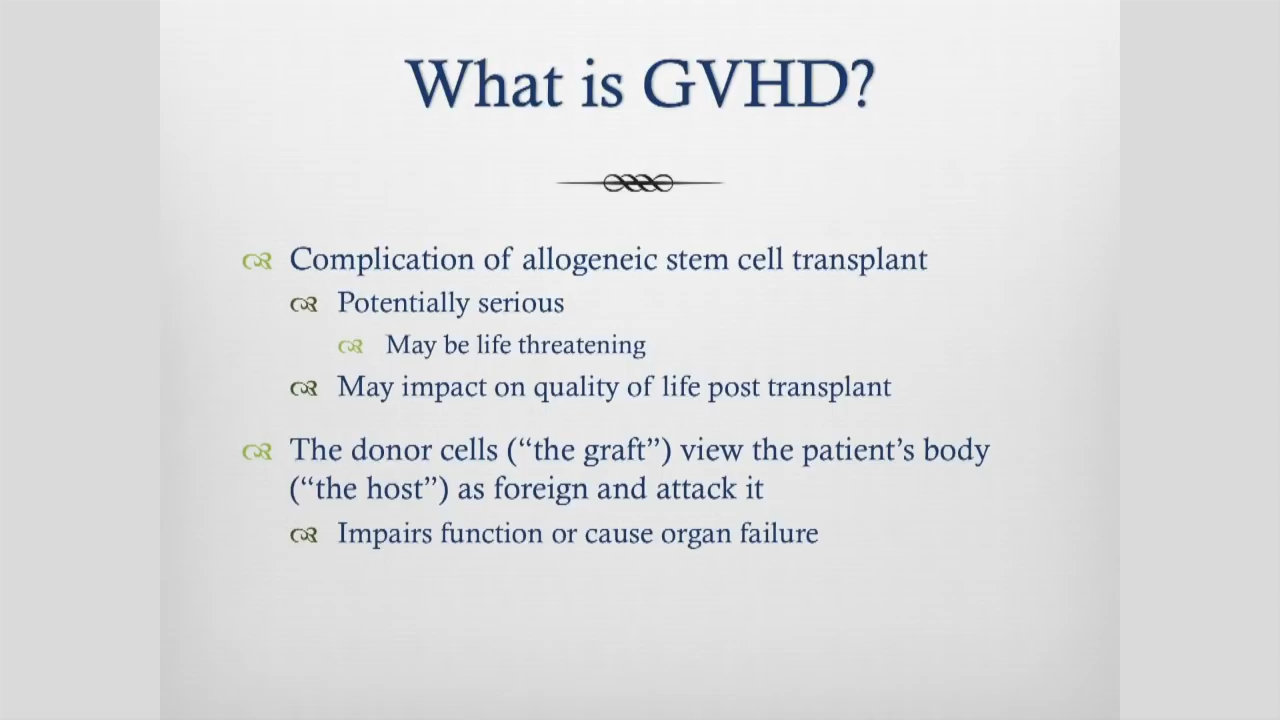 What is GVHD?
Complication of allogeneic stem cell transplant
Potentially serious
May be life threatening
May impact on quality of life post transplant
The donor cells (“the graft”) view the patient’s body
(“the host”) as foreign and attack it
Impairs function or cause organ failure